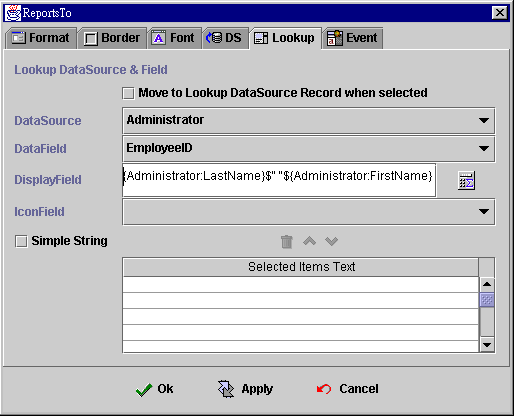 ReportsTo
Format Border Font DS Lookup Event
Lookup DataSource & Field
Move to Lookup DataSource Record when selected
DataSource Administrator
DataField EmployeeID
DisplayField {Administrator:LastName}$" "${Administrator:FirstName}
IconField
Simple String
Selected Items Text
Ok Apply Cancel